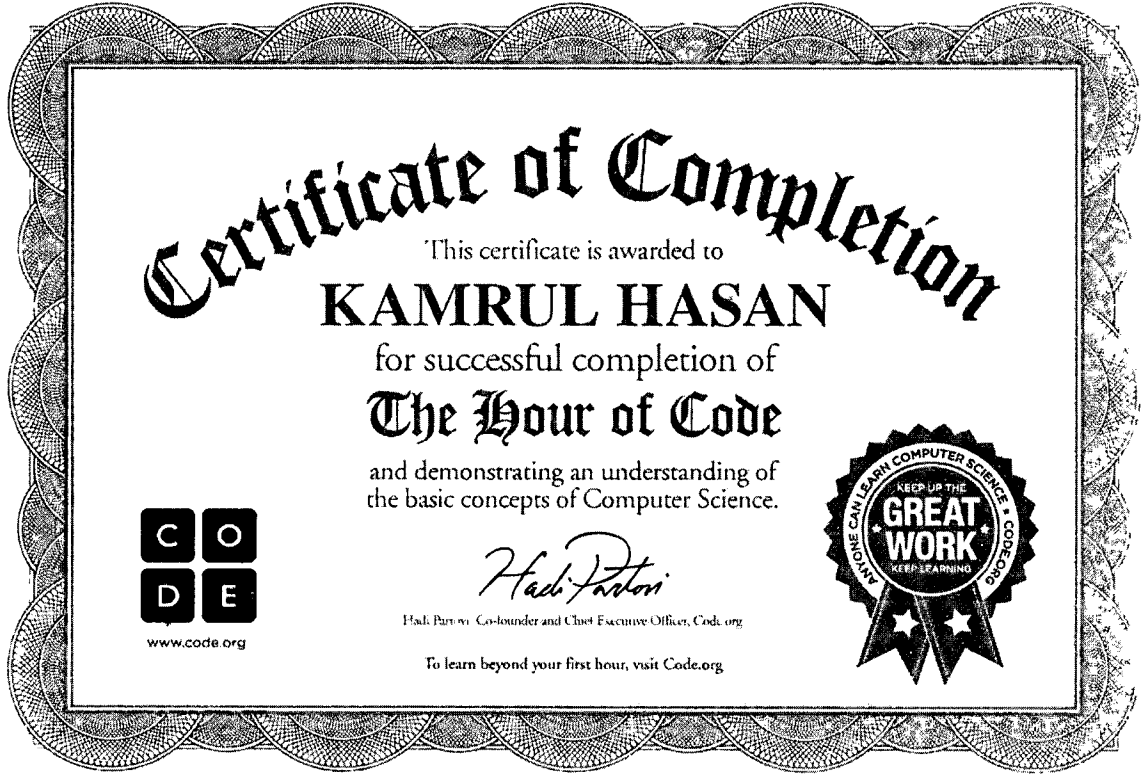 Certificate of Completion
This certificate is awarded to
KAMRUL HASAN
for successful completion of
The Hour of Code
and demonstrating an understanding of
the basic concepts of Computer Science.
C O
D E
www.code.org
Hadi Partovi
Hadi Partovi, Co-founder and Chief Executive Officer, Code.org
To learn beyond your first hour, visit Code.org
ANYONE CAN LEARN COMPUTER SCIENCE ★ CODE.ORG
KEEP UP THE
GREAT
WORK
KEEP LEARNING